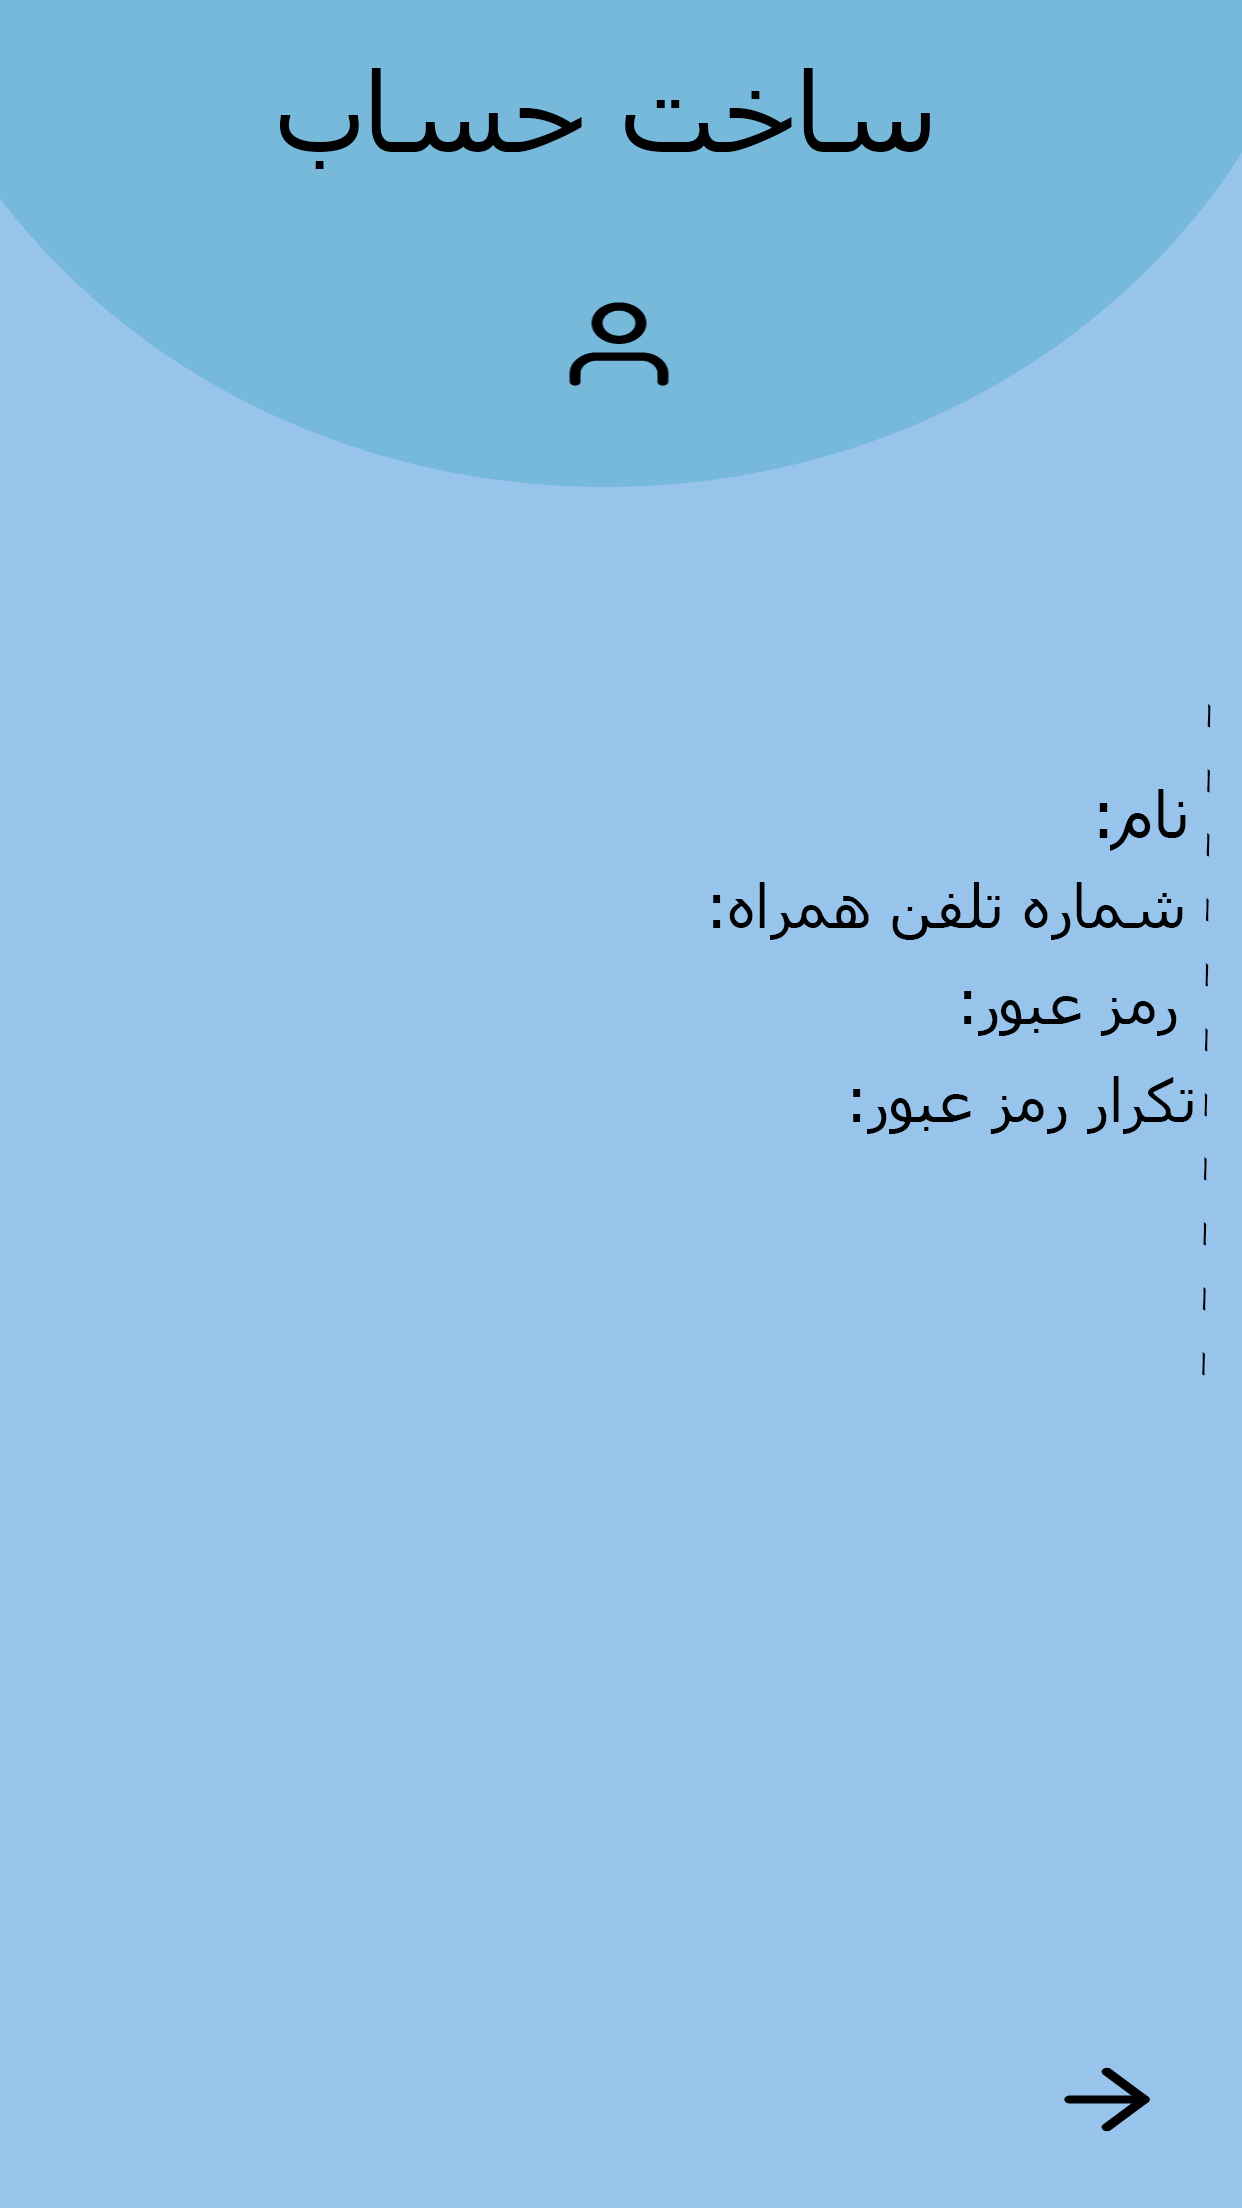 ساخت حساب
نام:
شماره تلفن همراه:
رمز عبور:
تکرار رمز عبور: